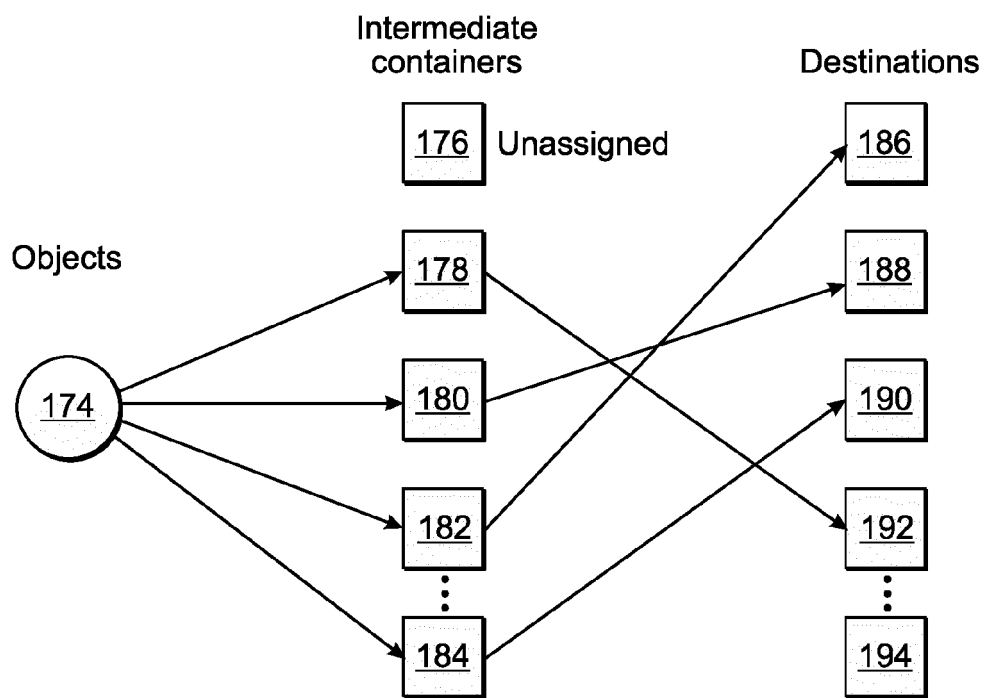 Intermediate
containers
Destinations
176 Unassigned
186
Objects
178
188
174
180
190
182
192
184
194